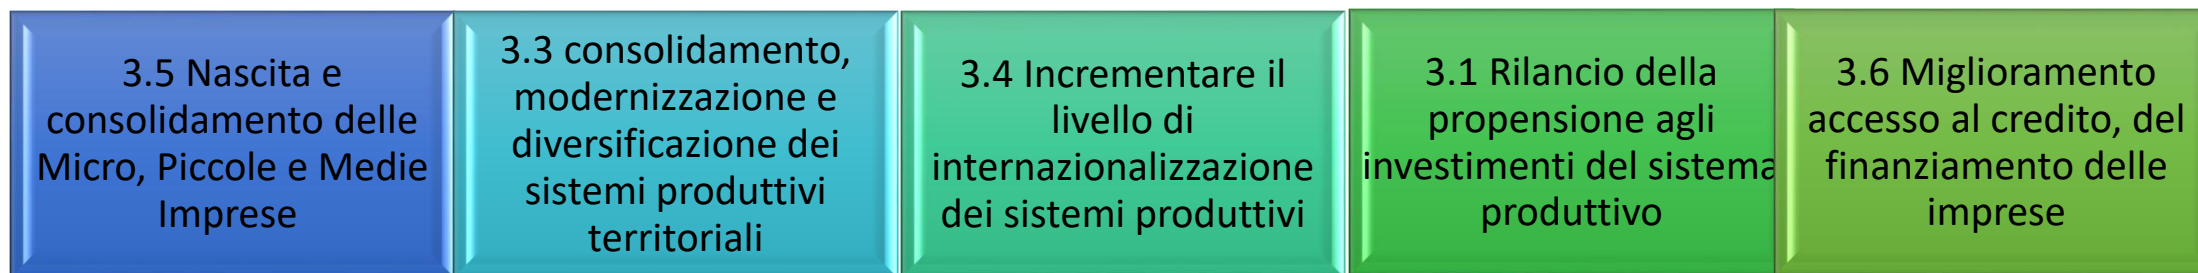 3.5 Nascita e
consolidamento delle
Micro, Piccole e Medie
Imprese
3.3 consolidamento,
modernizzazione e
diversificazione dei
sistemi produttivi
territoriali
3.4 Incrementare il
livello di
internazionalizzazione
dei sistemi produttivi
3.1 Rilancio della
propensione agli
investimenti del sistema
produttivo
3.6 Miglioramento
accesso al credito, del
finanziamento delle
imprese